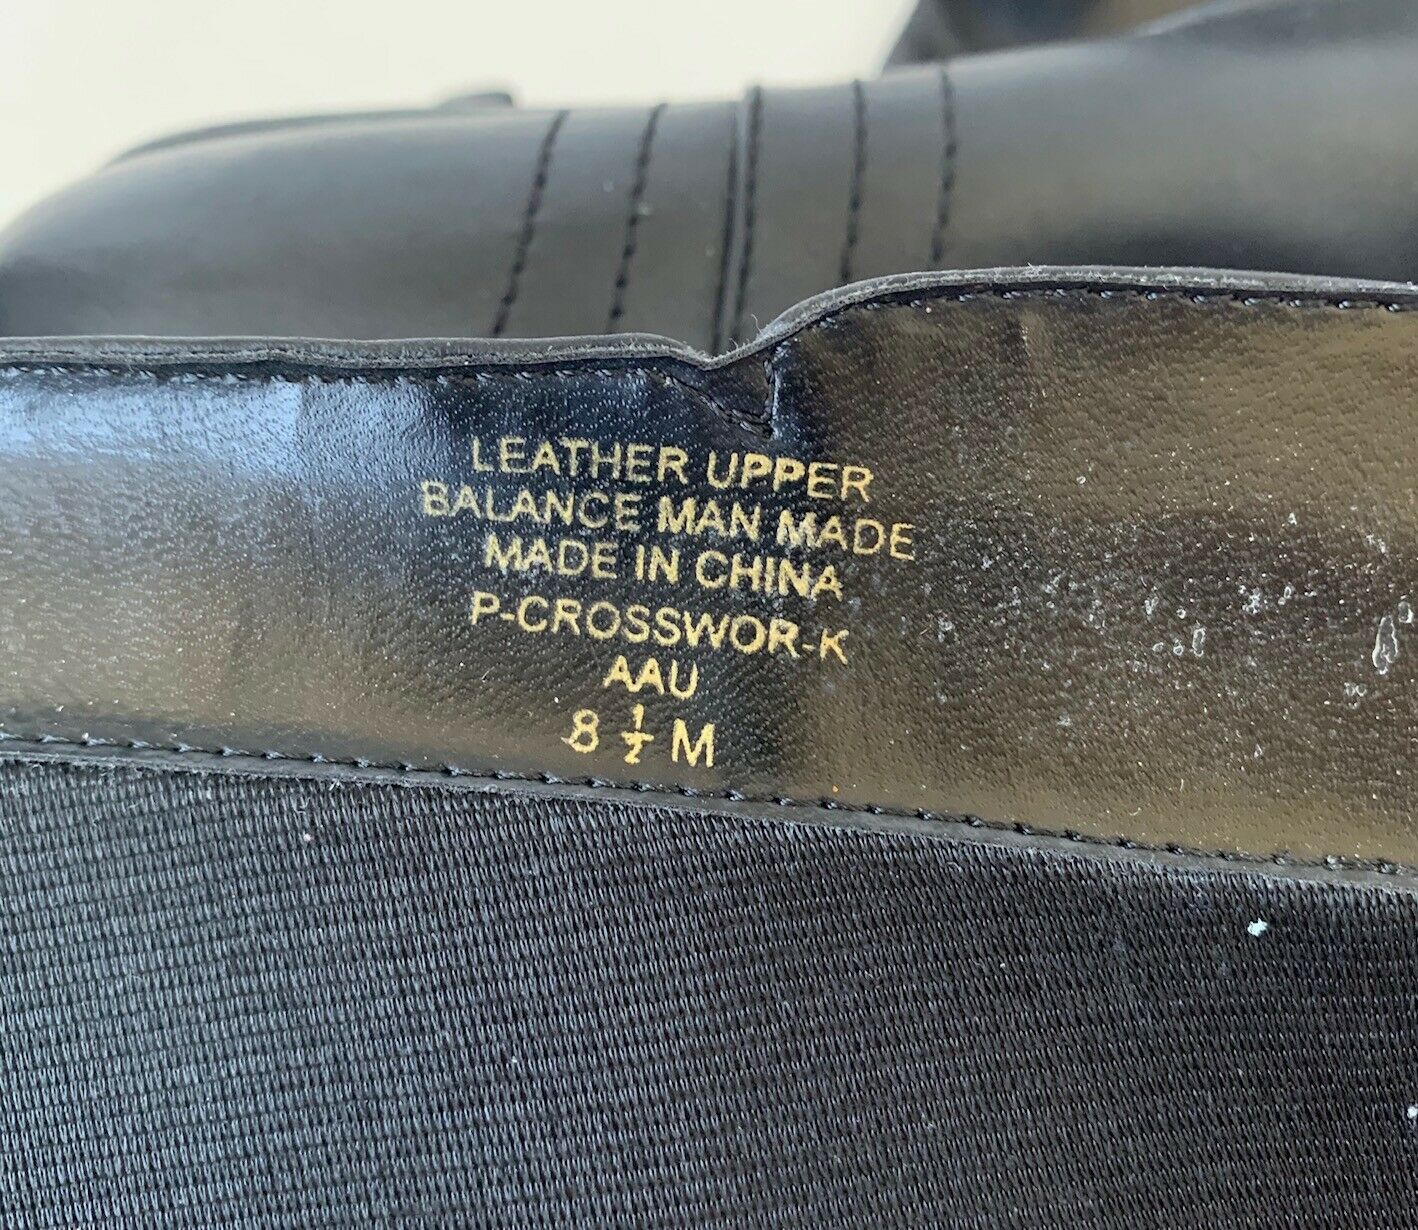 LEATHER UPPER
BALANCE MAN MADE
MADE IN CHINA
P-CROSSWOR-K
AAU
8 ½ M